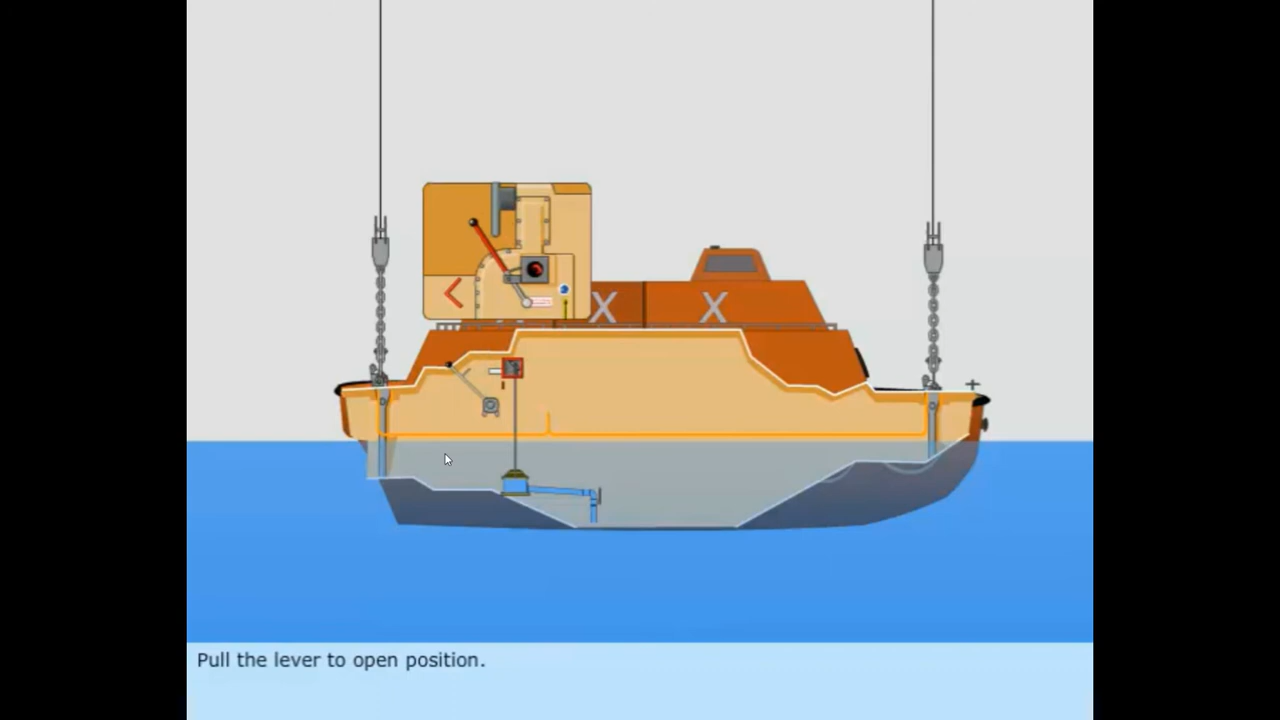 X X
Pull the lever to open position.